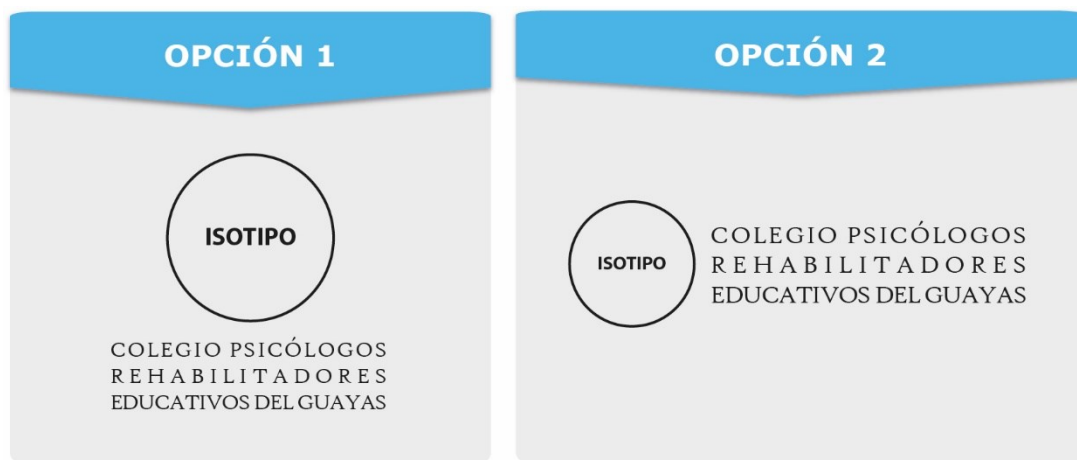 OPCIÓN 1
ISOTIPO
COLEGIO PSICÓLOGOS
REHABILITADORES
EDUCATIVOS DEL GUAYAS
OPCIÓN 2
ISOTIPO
COLEGIO PSICÓLOGOS
REHABILITADORES
EDUCATIVOS DEL GUAYAS